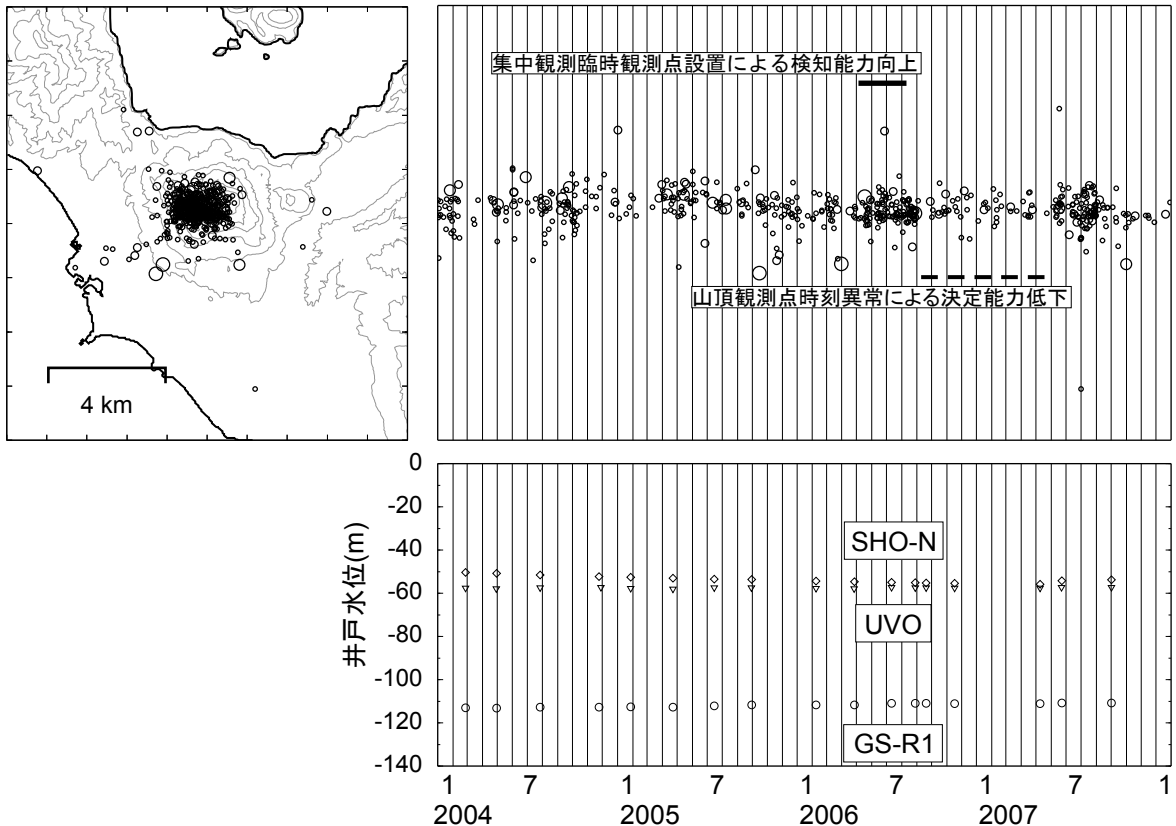 集中観測臨時観測点設置による検知能力向上
山頂観測点時刻異常による決定能力低下
4 km
井戸水位(m)
0
-20
-40
-60
-80
-100
-120
-140
SHO-N
UVO
GS-R1
1 7 1 7 1 7 1 7 1
2004 2005 2006 2007